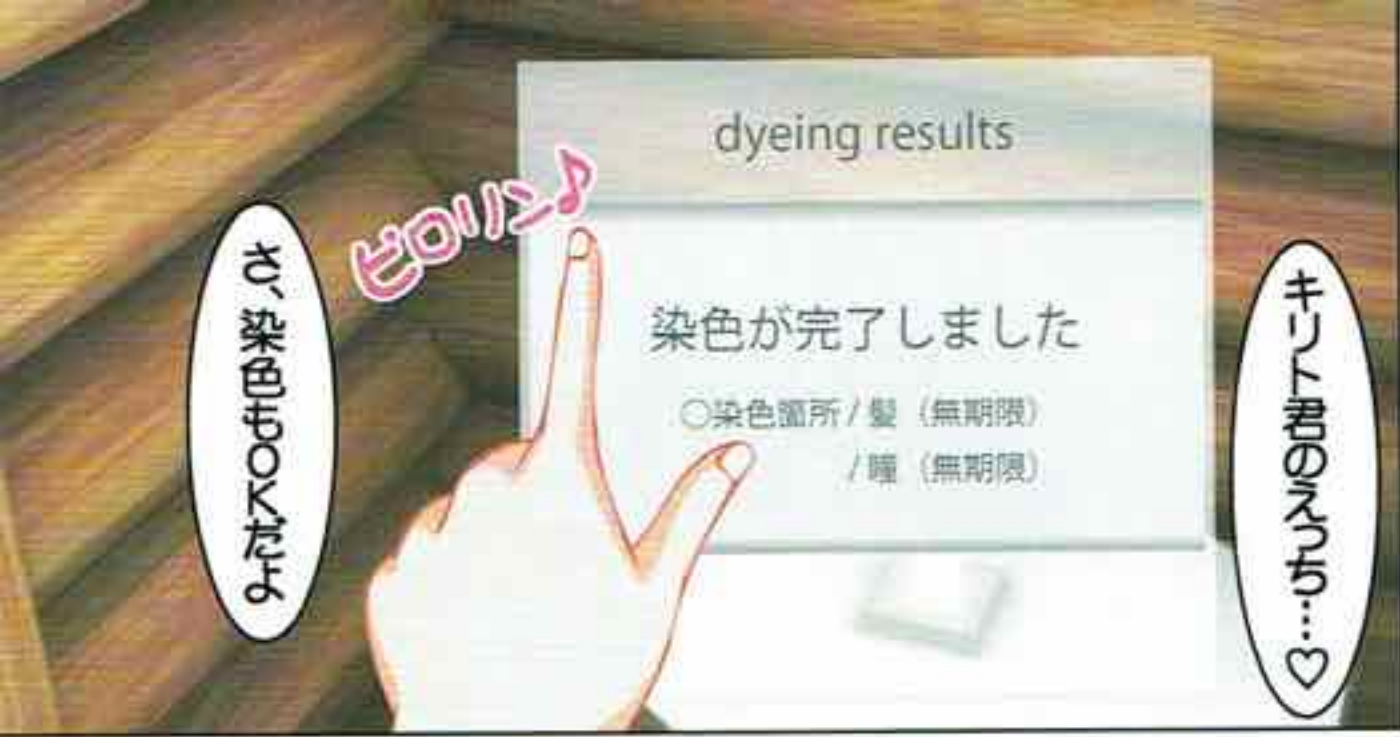 キリト君のえっち…♡
dyeing results
染色が完了しました
○染色箇所/髪（無期限）
/瞳（無期限）
ピロリン♪
さ、染色もOKだよ